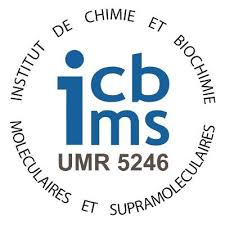 INSTITUT DE CHIMIE ET BIOCHIMIE
MOLECULAIRES ET SUPRAMOLECULAIRES
icb
ms
UMR 5246